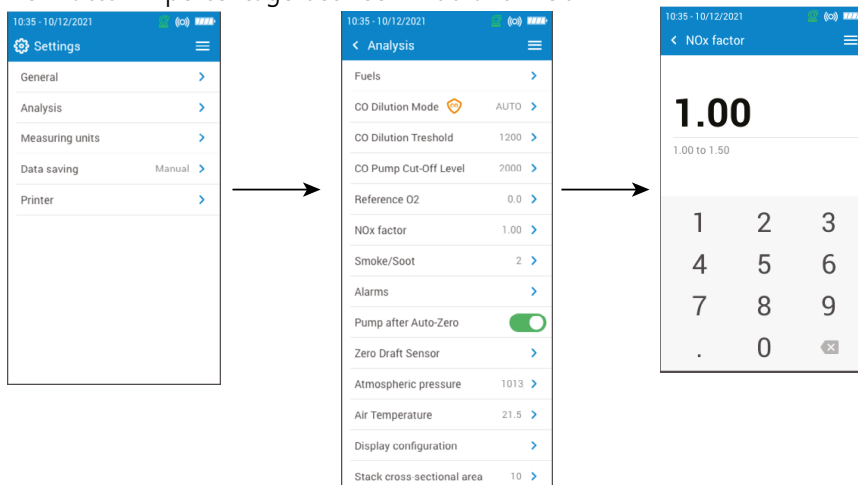 10:35 - 10/12/2021
Settings
General
Analysis
Measuring units
Data saving Manual
Printer
10:35 - 10/12/2021
Analysis
Fuels
CO Dilution Mode AUTO
CO Dilution Treshold 1200
CO Pump Cut-Off Level 2000
Reference O2 0.0
NOx factor 1.00
Smoke/Soot 2
Alarms
Pump after Auto-Zero
Zero Draft Sensor
Atmospheric pressure 1013
Air Temperature 21.5
Display configuration
Stack cross-sectional area 10
10:35 - 10/12/2021
NOx factor
1.00
1.00 to 1.50
1 2 3
4 5 6
7 8 9
. 0